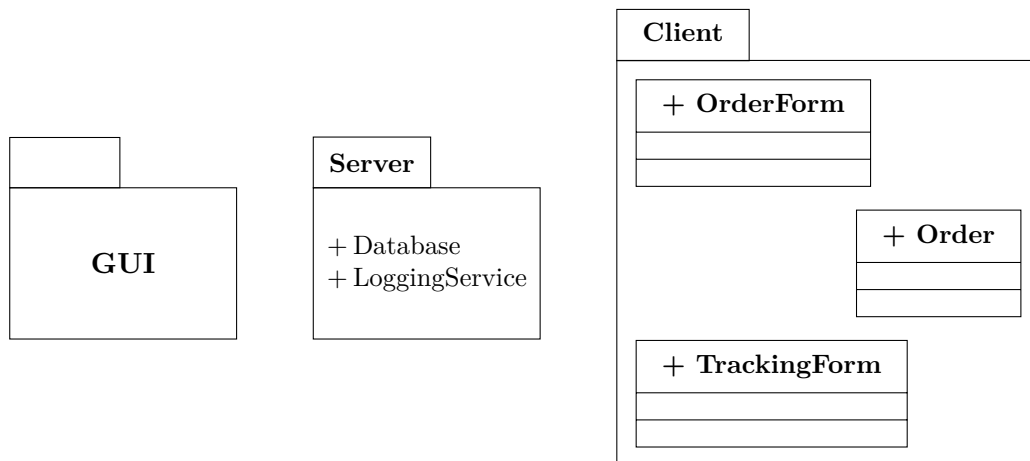 GUI
Server
+ Database
+ LoggingService
Client
+ OrderForm
+ Order
+ TrackingForm